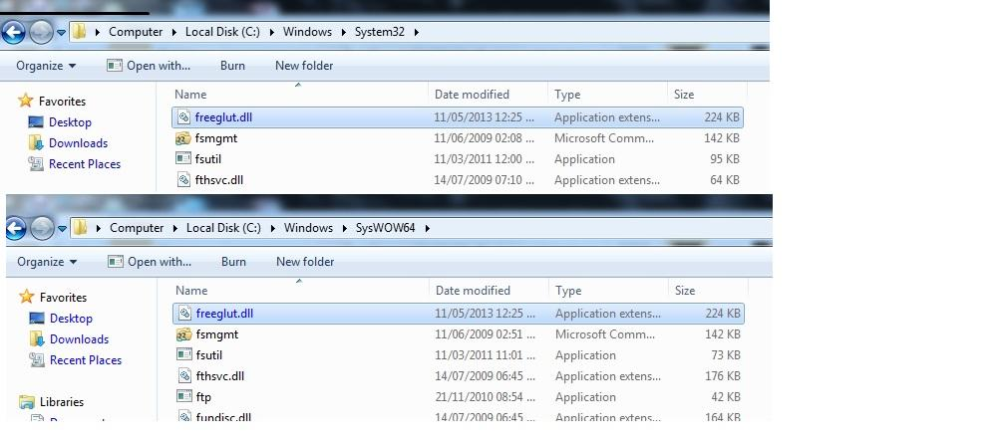 Computer Local Disk (C:) Windows System32
Organize Open with... Burn New folder
Favorites
Desktop
Downloads
Recent Places
Name Date modified Type Size
freeglut.dll 11/05/2013 12:25 ... Application extens... 224 KB
fsmgmt 11/06/2009 02:08 ... Microsoft Comm... 142 KB
fsutil 11/03/2011 12:00 ... Application 95 KB
fthsvc.dll 14/07/2009 07:10 ... Application extens... 64 KB
Computer Local Disk (C:) Windows SysWOW64
Organize Open with... Burn New folder
Favorites
Desktop
Downloads
Recent Places
Libraries
Name Date modified Type Size
freeglut.dll 11/05/2013 12:25 ... Application extens... 224 KB
fsmgmt 11/06/2009 02:51 ... Microsoft Comm... 142 KB
fsutil 11/03/2011 11:01 ... Application 73 KB
fthsvc.dll 14/07/2009 06:45 ... Application extens... 176 KB
ftp 21/11/2010 08:54 ... Application 42 KB
fundisc.dll 14/07/2009 06:45 ... Application extens... 164 KB